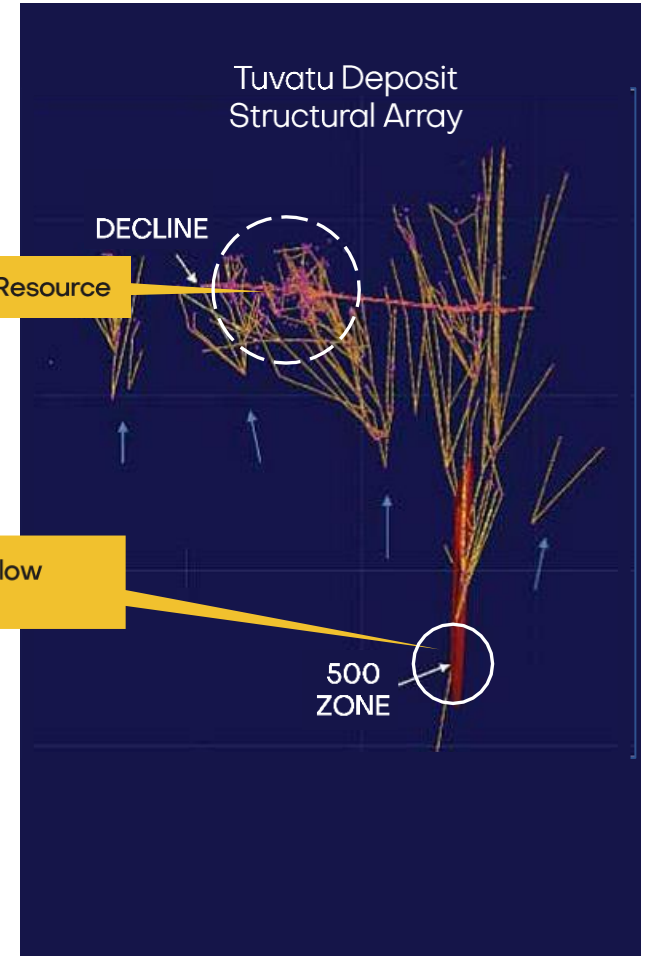 Tuvatu Deposit
Structural Array
DECLINE
Resource
low
500
ZONE